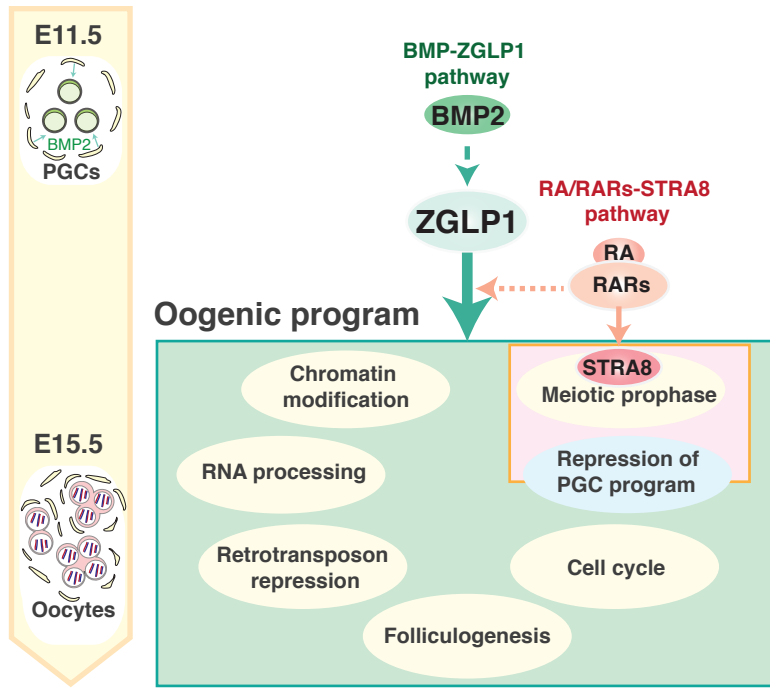 E11.5
BMP2
PGCs
E15.5
Oocytes
BMP-ZGLP1
pathway
BMP2
ZGLP1
RA/RARs-STRA8
pathway
RA
RARs
Oogenic program
Chromatin
modification
STRA8
Meiotic prophase
RNA processing
Repression of
PGC program
Retrotransposon
repression
Cell cycle
Folliculogenesis